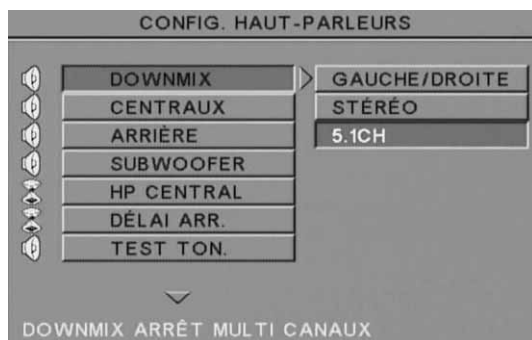 CONFIG. HAUT-PARLEURS
DOWNMIX
GAUCHE/DROITE
CENTRAUX
STÉRÉO
ARRIÈRE
5.1CH
SUBWOOFER
HP CENTRAL
DÉLAI ARR.
TEST TON.
DOWNMIX ARRÊT MULTI CANAUX